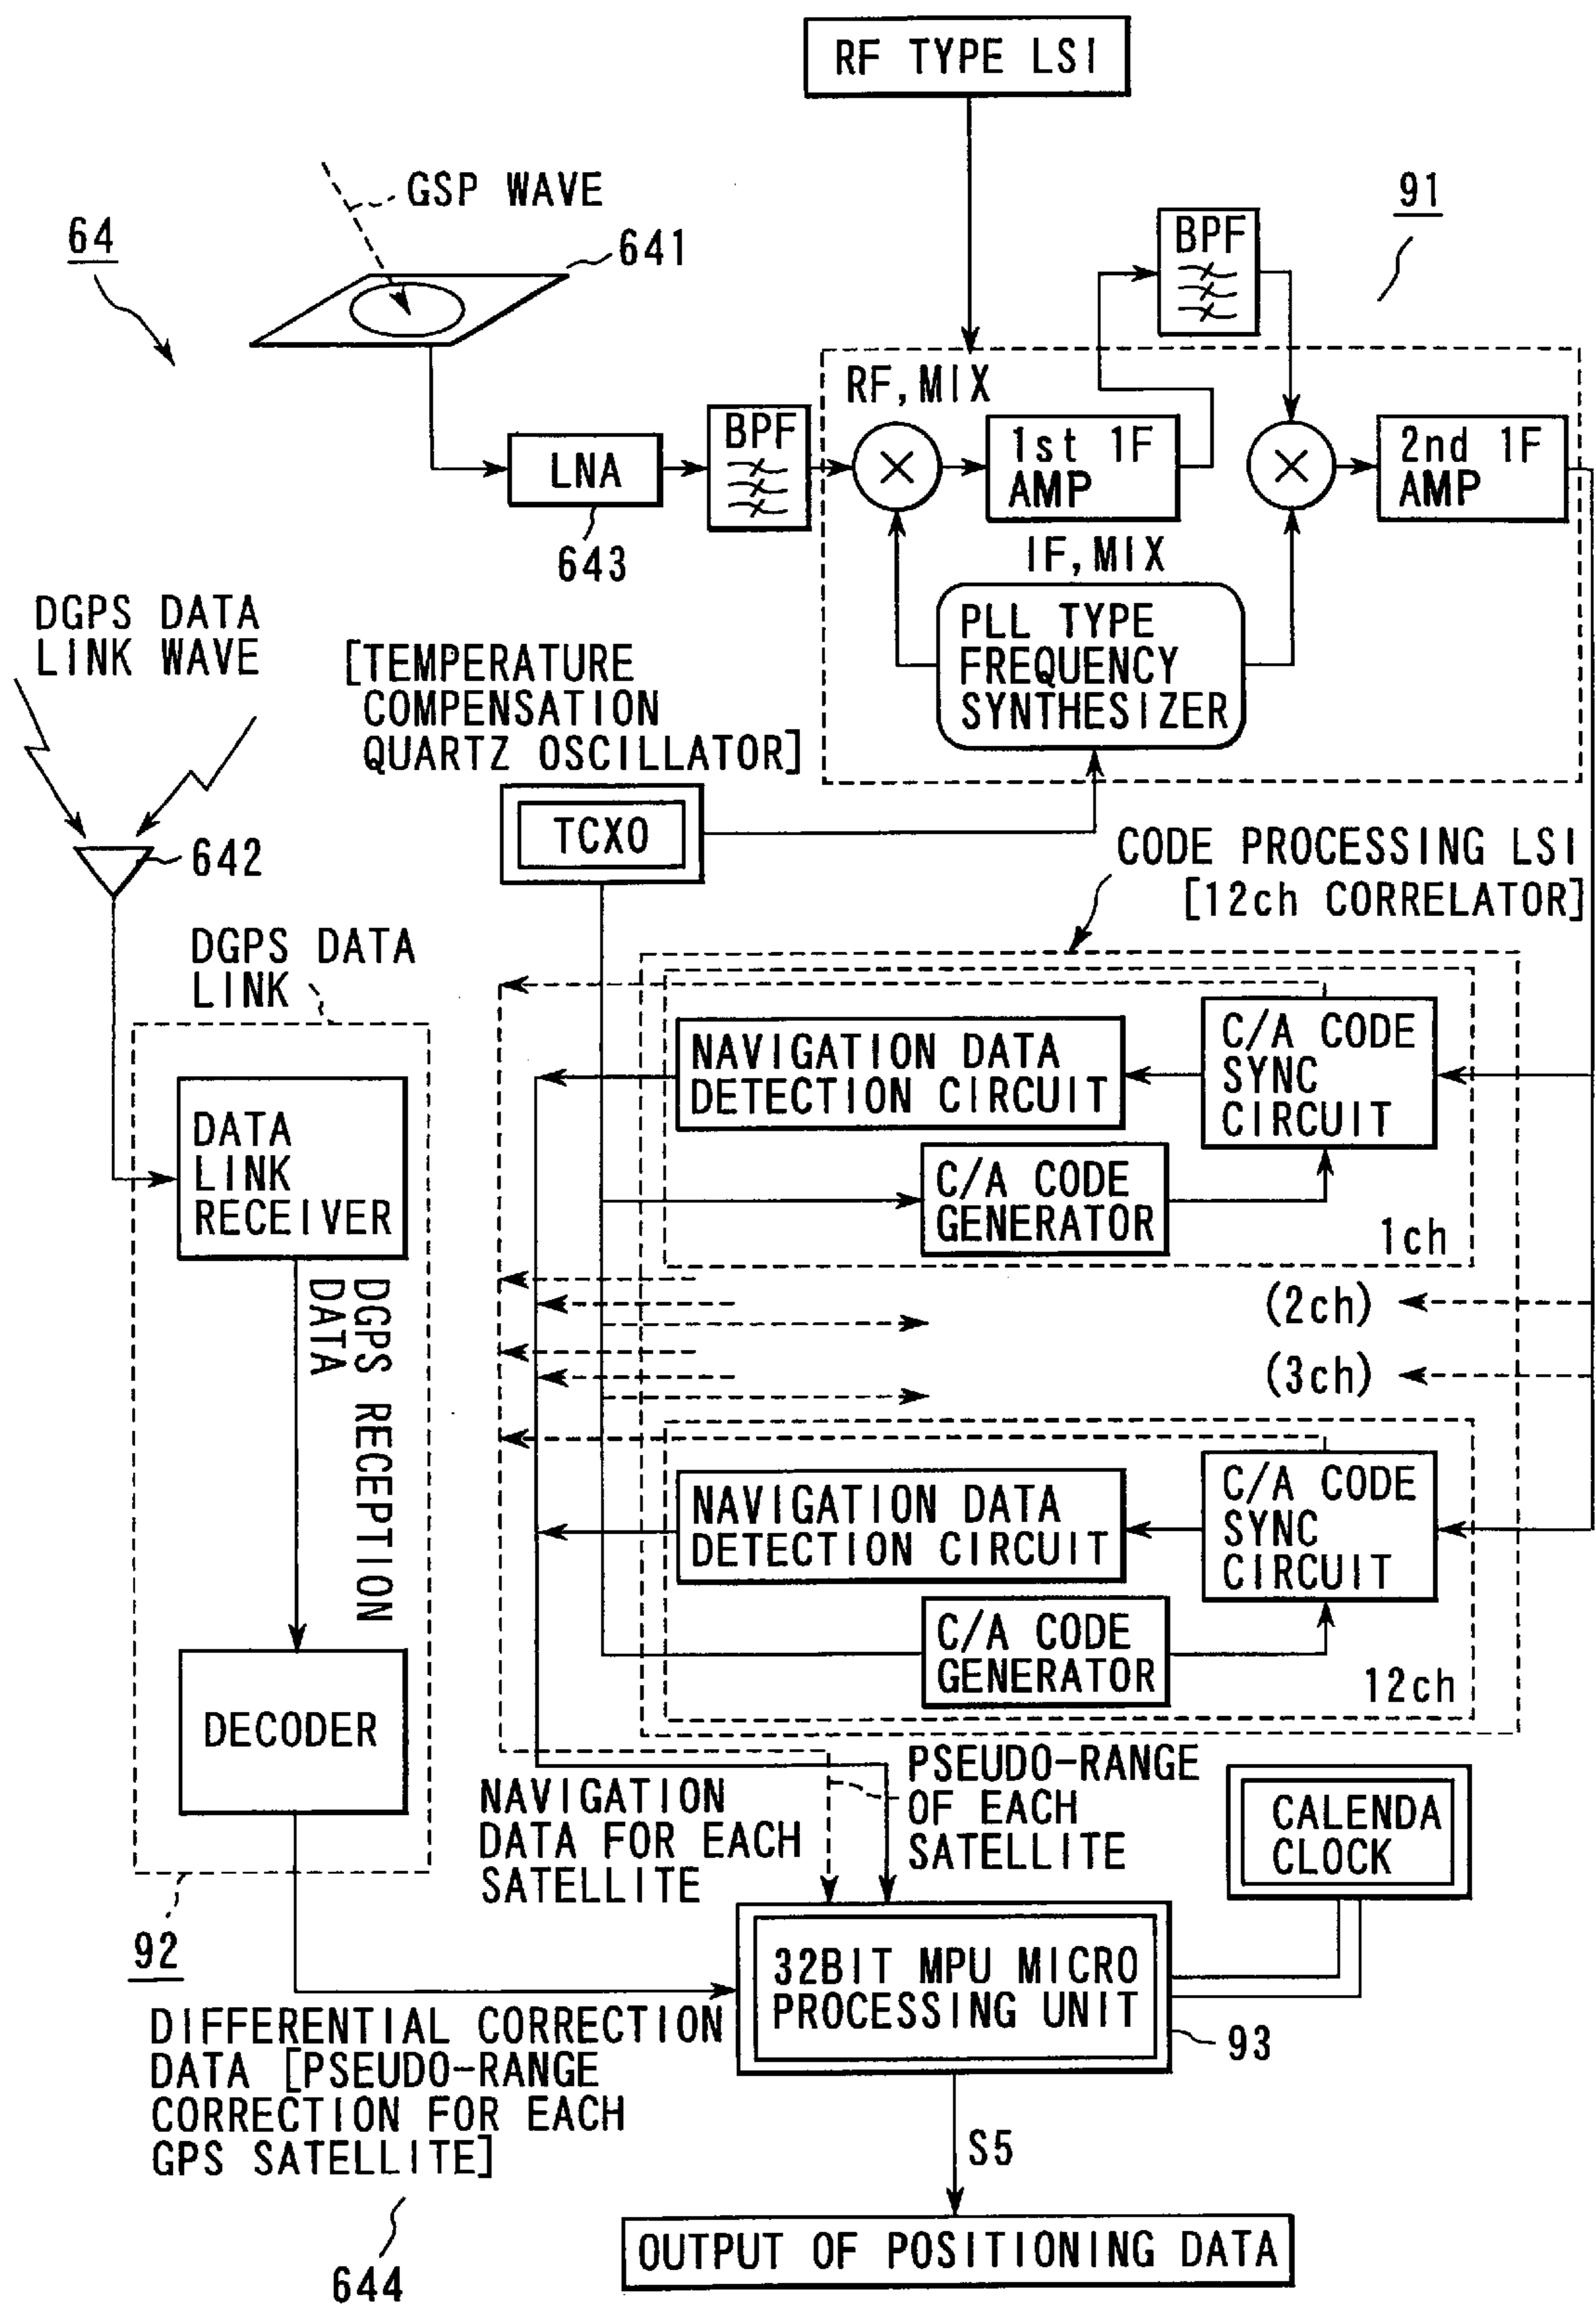 RF TYPE LSI
GSP WAVE
64
641
91
BPF
RF, MIX
BPF
LNA
1st 1F
AMP
2nd 1F
AMP
643
IF, MIX
DGPS DATA
LINK WAVE
PLL TYPE
FREQUENCY
SYNTHESIZER
[TEMPERATURE
COMPENSATION
QUARTZ OSCILLATOR]
TCXO
642
CODE PROCESSING LSI
[12ch CORRELATOR]
DGPS DATA
LINK
NAVIGATION DATA
DETECTION CIRCUIT
C/A CODE
SYNC
CIRCUIT
DATA
LINK
RECEIVER
C/A CODE
GENERATOR
1ch
DGPS RECEPTION
DATA
(2ch)
(3ch)
NAVIGATION DATA
DETECTION CIRCUIT
C/A CODE
SYNC
CIRCUIT
C/A CODE
GENERATOR
12ch
DECODER
NAVIGATION
DATA FOR EACH
SATELLITE
PSEUDO-RANGE
OF EACH
SATELLITE
CALENDA
CLOCK
92
32BIT MPU MICRO
PROCESSING UNIT
93
DIFFERENTIAL CORRECTION
DATA [PSEUDO-RANGE
CORRECTION FOR EACH
GPS SATELLITE]
S5
644
OUTPUT OF POSITIONING DATA